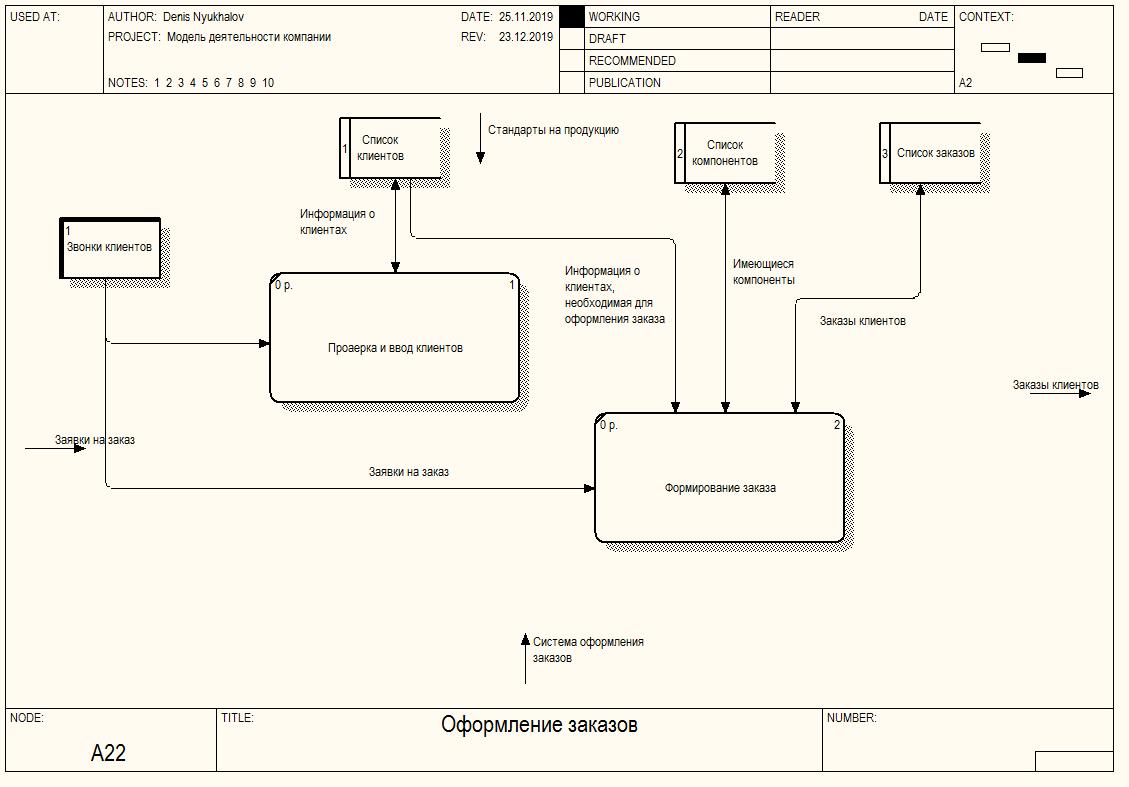 USED AT:
AUTHOR: Denis Nyukhalov
DATE: 25.11.2019
WORKING
READER
DATE
CONTEXT:
PROJECT: Модель деятельности компании
REV: 23.12.2019
DRAFT
RECOMMENDED
NOTES: 1 2 3 4 5 6 7 8 9 10
PUBLICATION
A2
1
Список
клиентов
Стандарты на продукцию
2
Список
компонентов
3
Список заказов
1
Звонки клиентов
Информация о
клиентах
Информация о
клиентах,
необходимая для
оформления заказа
Имеющиеся
компоненты
Заказы клиентов
0 р.
1
Проаерка и ввод клиентов
Заказы клиентов
Заявки на заказ
Заявки на заказ
0 р.
2
Формирование заказа
Система оформления
заказов
NODE:
TITLE:
NUMBER:
A22
Оформление заказов